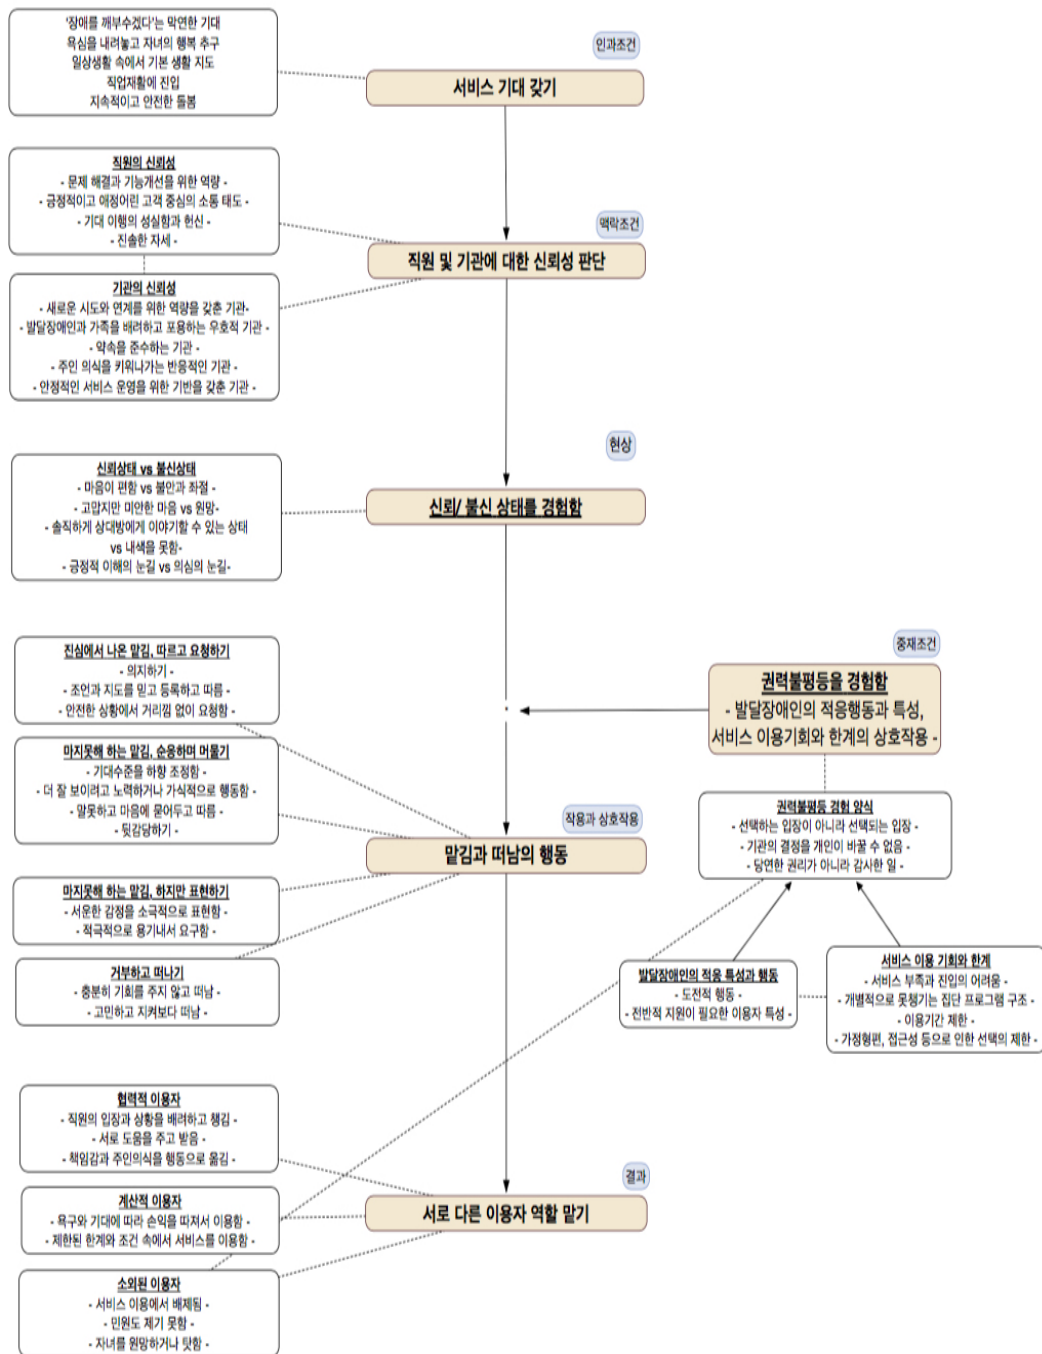 '장애를 깨부수겠다'는 막연한 기대
욕심을 내려놓고 자녀의 행복 추구
일상생활 속에서 기본 생활 지도
직업재활에 진입
지속적이고 안전한 돌봄
인과조건
서비스 기대 갖기
직원의 신뢰성
- 문제 해결과 기능개선을 위한 역량 -
- 긍정적이고 애정어린 고객 중심의 소통 태도 -
- 기대 이행의 성실함과 헌신 -
- 진솔한 자세 -
맥락조건
직원 및 기관에 대한 신뢰성 판단
기관의 신뢰성
- 새로운 시도와 연계를 위한 역량을 갖춘 기관-
- 발달장애인과 가족을 배려하고 포용하는 우호적 기관 -
- 약속을 준수하는 기관 -
- 주인 의식을 키워나가는 반응적인 기관 -
- 안정적인 서비스 운영을 위한 기반을 갖춘 기관 -
현상
신뢰/ 불신 상태를 경험함
신뢰상태 vs 불신상태
- 마음이 편함 vs 불안과 좌절 -
- 고맙지만 미안한 마음 vs 원망-
- 솔직하게 상대방에게 이야기할 수 있는 상태
vs 내색을 못함-
- 긍정적 이해의 눈길 vs 의심의 눈길-
진심에서 나온 맡김, 따르고 요청하기
- 의지하기 -
- 조언과 지도를 믿고 등록하고 따름 -
- 안전한 상황에서 거리낌 없이 요청함 -
중재조건
권력불평등을 경험함
- 발달장애인의 적응행동과 특성,
서비스 이용기회와 한계의 상호작용 -
마지못해 하는 맡김, 순응하며 머물기
- 기대수준을 하향 조정함 -
- 더 잘 보이려고 노력하거나 가식적으로 행동함 -
- 말못하고 마음에 묻어두고 따름 -
- 뒷감당하기 -
작용과 상호작용
맡김과 떠남의 행동
권력불평등 경험 양식
- 선택하는 입장이 아니라 선택되는 입장 -
- 기관의 결정을 개인이 바꿀 수 없음 -
- 당연한 권리가 아니라 감사한 일 -
마지못해 하는 맡김, 하지만 표현하기
- 서운한 감정을 소극적으로 표현함 -
- 적극적으로 용기내서 요구함 -
거부하고 떠나기
- 충분히 기회를 주지 않고 떠남 -
- 고민하고 지켜보다 떠남 -
발달장애인의 적응 특성과 행동
- 도전적 행동 -
- 전반적 지원이 필요한 이용자 특성 -
서비스 이용 기회와 한계
- 서비스 부족과 진입의 어려움 -
- 개별적으로 못챙기는 집단 프로그램 구조 -
- 이용기간 제한 -
- 가정형편, 접근성 등으로 인한 선택의 제한 -
협력적 이용자
- 직원의 입장과 상황을 배려하고 챙김 -
- 서로 도움을 주고 받음 -
- 책임감과 주인의식을 행동으로 옮김 -
결과
서로 다른 이용자 역할 맡기
계산적 이용자
- 욕구와 기대에 따라 손익을 따져서 이용함 -
- 제한된 한계와 조건 속에서 서비스를 이용함 -
소외된 이용자
- 서비스 이용에서 배제됨 -
- 민원도 제기 못함 -
- 자녀를 원망하거나 탓함 -